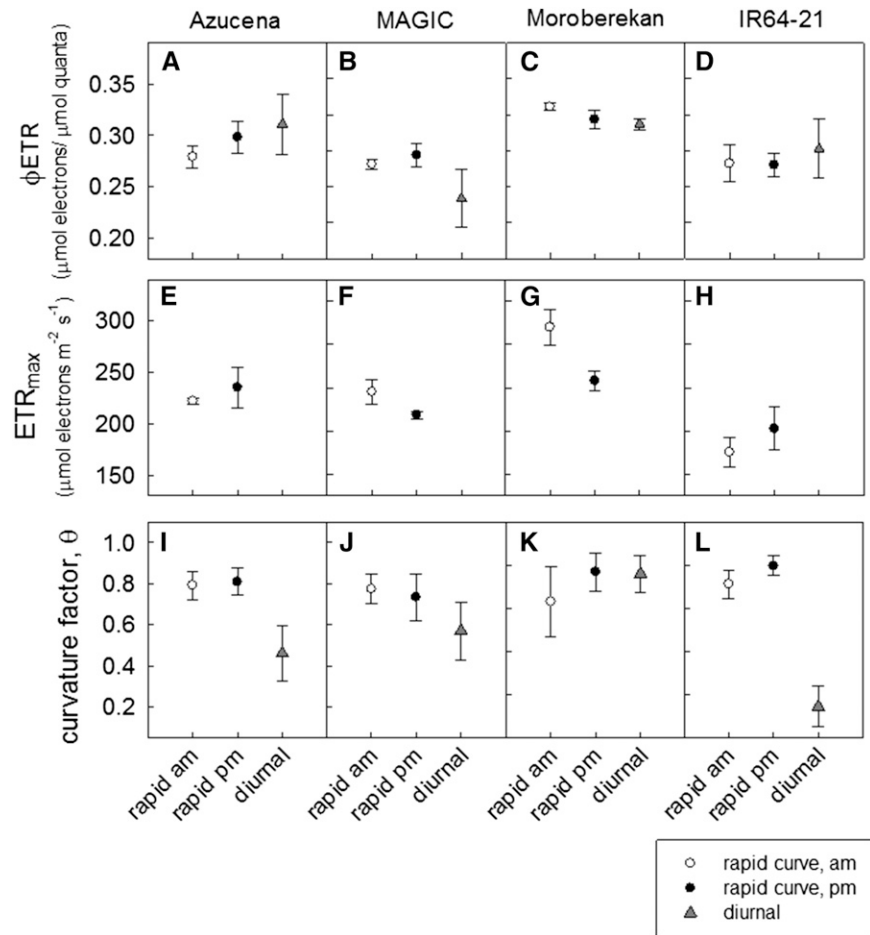 Azucena MAGIC Moroberekan IR64-21
A B C D
ϕETR
(μmol electrons/ μmol quanta)
0.35
0.30
0.25
0.20
E F G H
ETRmax
(μmol electrons m⁻² s⁻¹)
300
250
200
150
I J K L
curvature factor, θ
1.0
0.8
0.6
0.4
0.2
rapid am rapid pm diurnal rapid am rapid pm diurnal rapid am rapid pm diurnal rapid am rapid pm diurnal
rapid curve, am
rapid curve, pm
diurnal